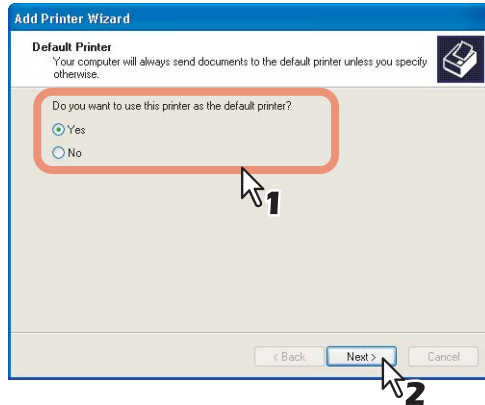 Add Printer Wizard
Default Printer
Your computer will always send documents to the default printer unless you specify
otherwise.
Do you want to use this printer as the default printer?
Yes
No
1
< Back Next > Cancel
2